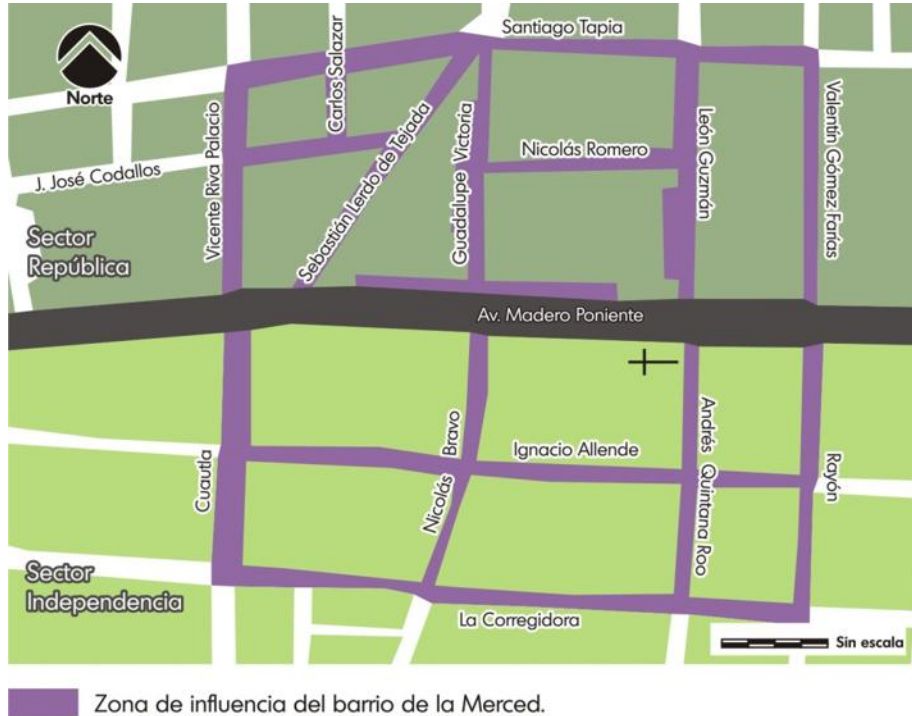 Norte
Santiago Tapia
Carlos Salazar
J. José Codallos
Vicente Riva Palacio
Sebastián Lerdo de Tejada
Guadalupe Victoria
Nicolás Romero
León Guzmán
Valentín Gómez Farías
Sector
República
Av. Madero Poniente
Cuautla
Nicolás Bravo
Ignacio Allende
Andrés Quintana Roo
Rayón
Sector
Independencia
La Corregidora
Sin escala
Zona de influencia del barrio de la Merced.